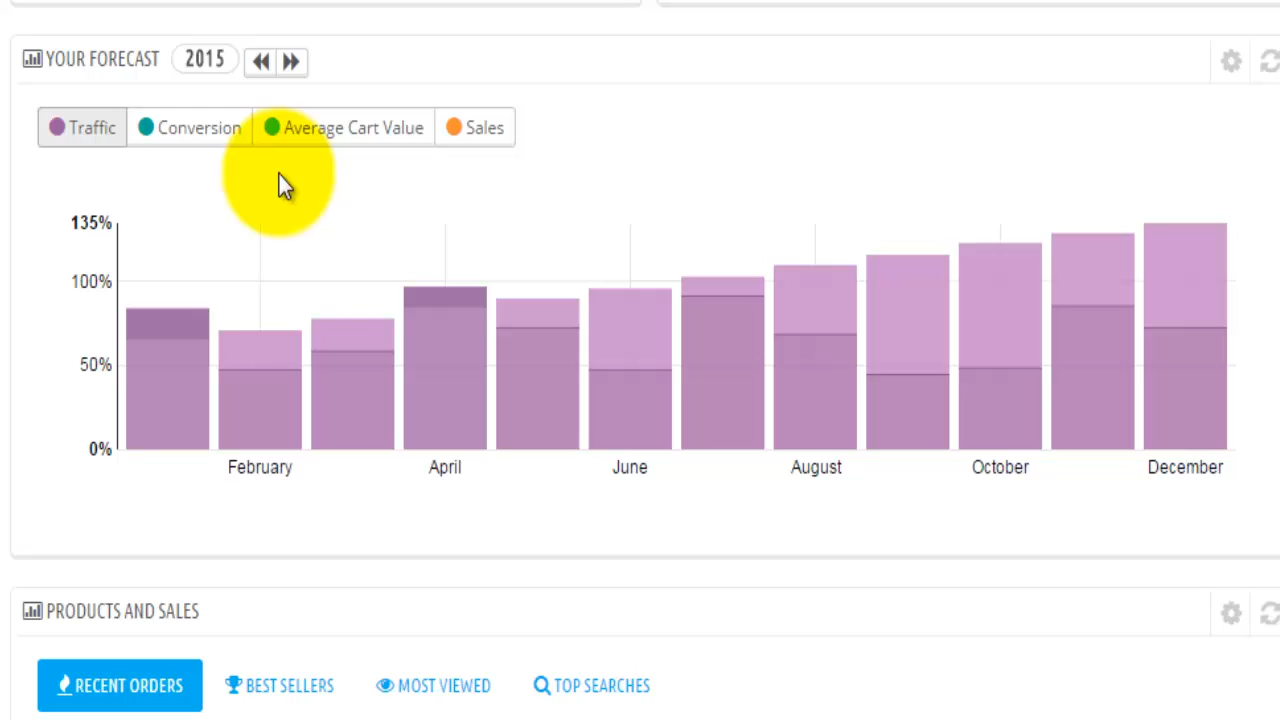 YOUR FORECAST 2015
Traffic Conversion Average Cart Value Sales
135%
100%
50%
0%
February April June August October December
PRODUCTS AND SALES
RECENT ORDERS BEST SELLERS MOST VIEWED TOP SEARCHES